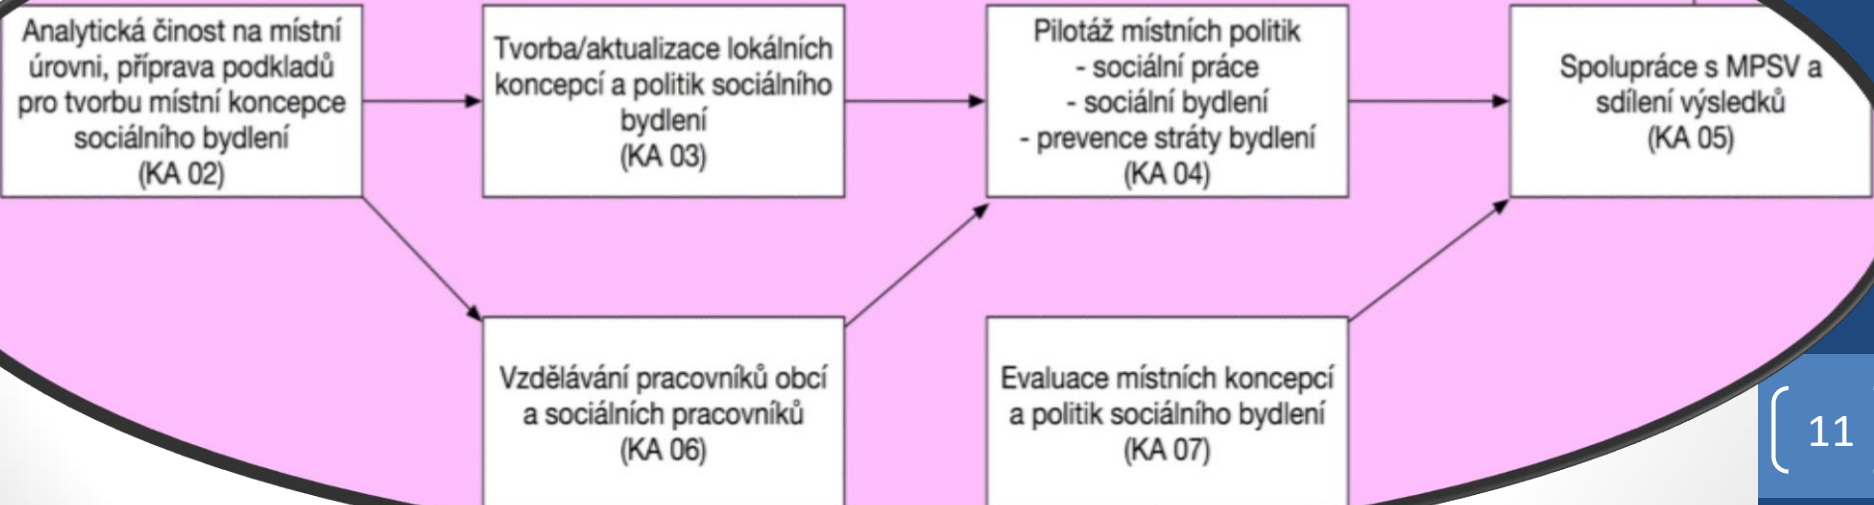 Analytická činost na místní
úrovni, příprava podkladů
pro tvorbu místní koncepce
sociálního bydlení
(KA 02)
Tvorba/aktualizace lokálních
koncepcí a politik sociálního
bydlení
(KA 03)
Pilotáž místních politik
- sociální práce
- sociální bydlení
- prevence stráty bydlení
(KA 04)
Spolupráce s MPSV a
sdílení výsledků
(KA 05)
Vzdělávání pracovníků obcí
a sociálních pracovníků
(KA 06)
Evaluace místních koncepcí
a politik sociálního bydlení
(KA 07)
11